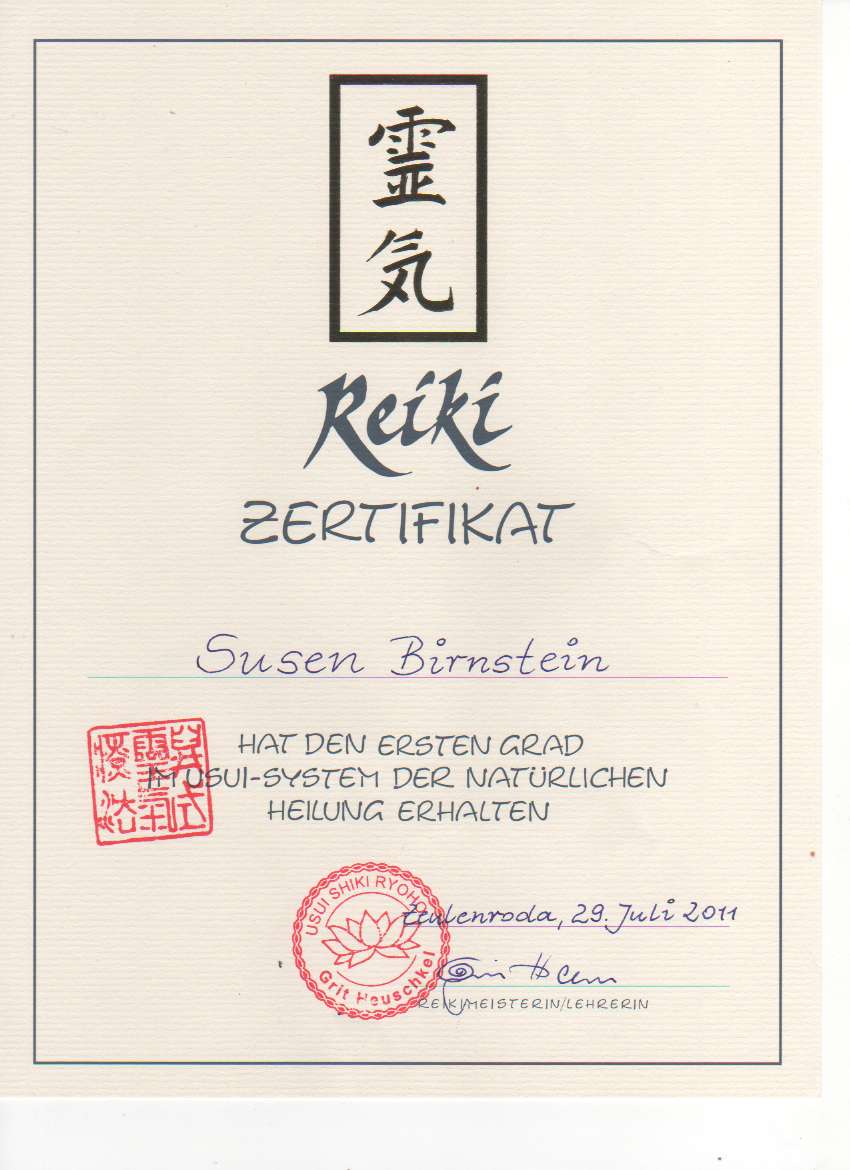 霊
気
Reiki
ZERTIFIKAT
Susen Birnstein
HAT DEN ERSTEN GRAD
IM USUI-SYSTEM DER NATÜRLICHEN
HEILUNG ERHALTEN
USUI SHIKI RYOHO
Grit Heuschkel
Zeulenroda, 29. Juli 2011
REIKIMEISTERIN/LEHRERIN